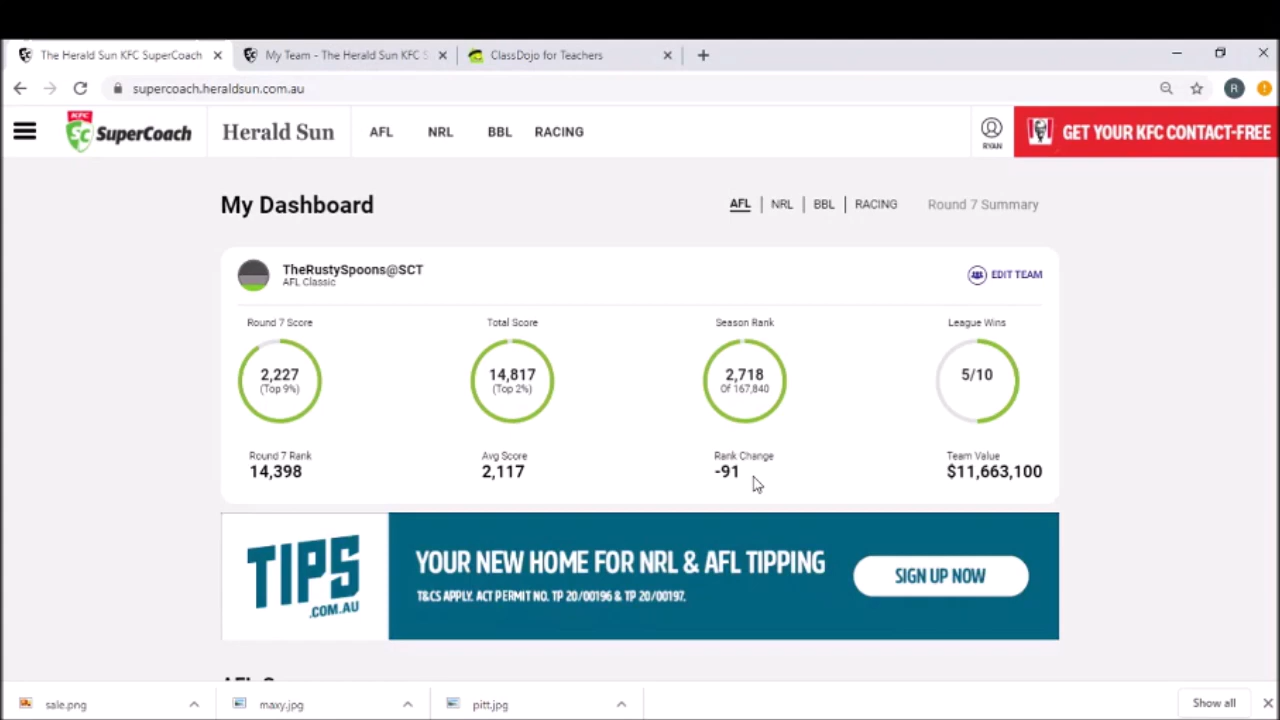 The Herald Sun KFC SuperCoach
My Team - The Herald Sun KFC S
ClassDojo for Teachers
supercoach.heraldsun.com.au
R
KFC
SC SuperCoach
Herald Sun
AFL
NRL
BBL
RACING
RYAN
GET YOUR KFC CONTACT-FREE
My Dashboard
AFL | NRL | BBL | RACING
Round 7 Summary
TheRustySpoons@SCT
AFL Classic
EDIT TEAM
Round 7 Score
Total Score
Season Rank
League Wins
2,227
(Top 9%)
14,817
(Top 2%)
2,718
Of 167,840
5/10
Round 7 Rank
14,398
Avg Score
2,117
Rank Change
-91
Team Value
$11,663,100
TIPS
.COM.AU
YOUR NEW HOME FOR NRL & AFL TIPPING
T&CS APPLY. ACT PERMIT NO. TP 20/00196 & TP 20/00197.
SIGN UP NOW
sale.png
maxy.jpg
pitt.jpg
Show all